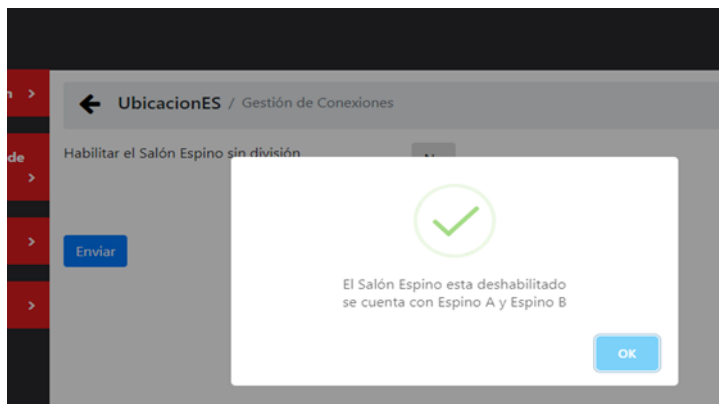 UbicacionES / Gestión de Conexiones
de
Habilitar el Salón Espino sin división
Enviar
El Salón Espino esta deshabilitado
se cuenta con Espino A y Espino B
OK